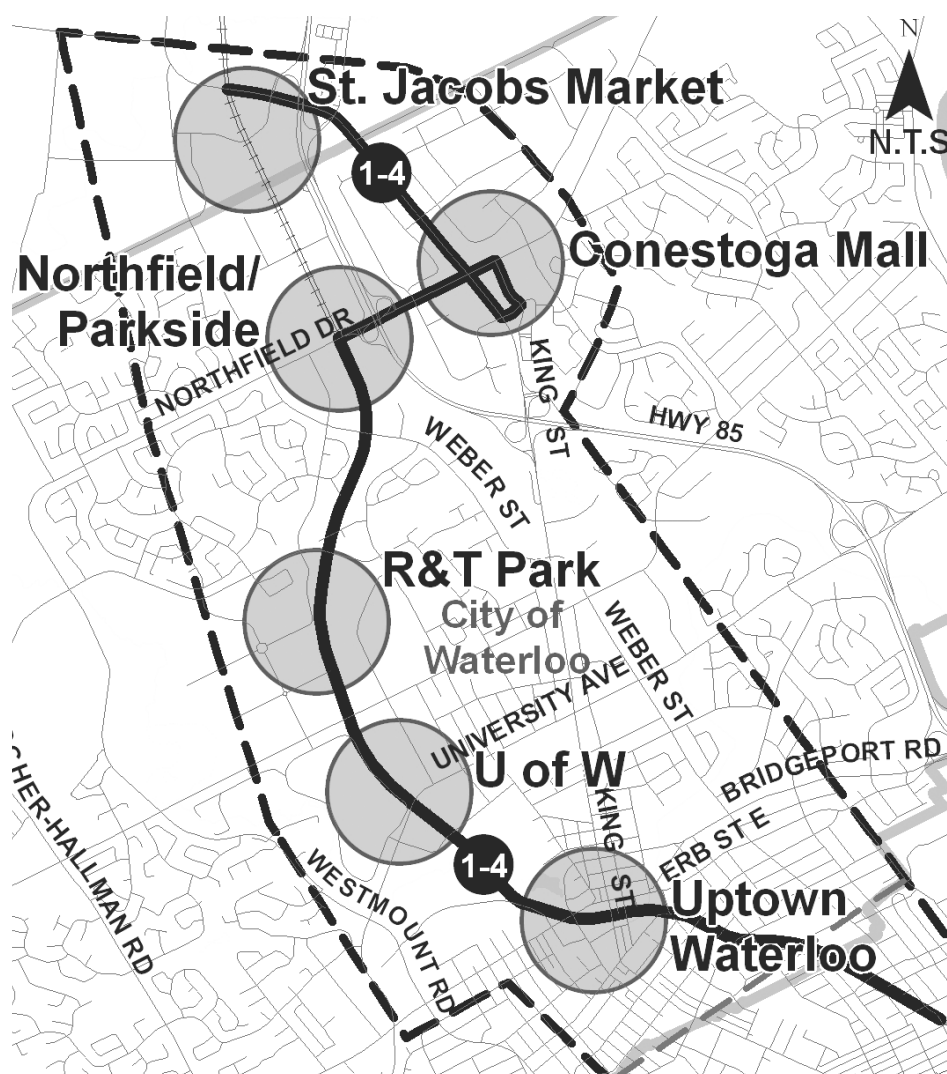 N
St. Jacobs Market
N.T.S
1-4
Conestoga Mall
Northfield/
Parkside
NORTHFIELD DR
KING ST
HWY 85
WEBER ST
R&T Park
City of
Waterloo
WEBER ST
UNIVERSITY AVE
U of W
BRIDGEPORT RD
KING ST
ERB ST E
CHER-HALLMAN RD
WESTMOUNT RD
1-4
Uptown
Waterloo